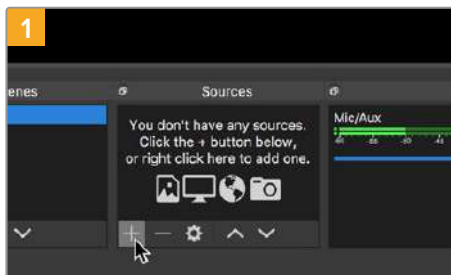 1
enes
Sources
You don't have any sources.
Click the + button below,
or right click here to add one.
Mic/Aux